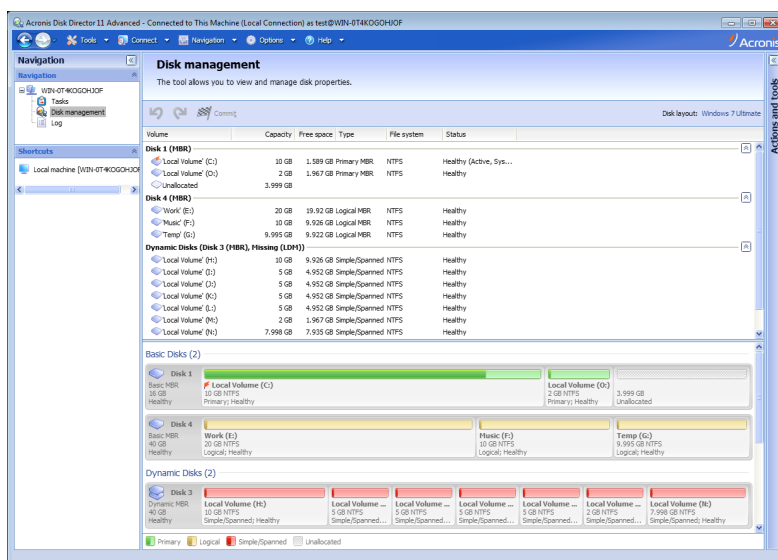 Acronis Disk Director 11 Advanced - Connected to This Machine (Local Connection) as test@WIN-0T4KOGOHJOF
Tools Connect Navigation Options Help Acronis
Navigation
Navigation
WIN-0T4KOGOHJOF
Tasks
Disk management
Log
Shortcuts
Local machine [WIN-0T4KOGOHJOF
Disk management
The tool allows you to view and manage disk properties.
Commit Disk layout: Windows 7 Ultimate
Actions and tools
Volume Capacity Free space Type File system Status
Disk 1 (MBR)
'Local Volume' (C:) 10 GB 1.589 GB Primary MBR NTFS Healthy (Active, Sys...
'Local Volume' (O:) 2 GB 1.967 GB Primary MBR NTFS Healthy
Unallocated 3.999 GB
Disk 4 (MBR)
'Work' (E:) 20 GB 19.92 GB Logical MBR NTFS Healthy
'Music' (F:) 10 GB 9.926 GB Logical MBR NTFS Healthy
'Temp' (G:) 9.995 GB 9.922 GB Logical MBR NTFS Healthy
Dynamic Disks (Disk 3 (MBR), Missing (LDM))
'Local Volume' (H:) 10 GB 9.926 GB Simple/Spanned NTFS Healthy
'Local Volume' (I:) 5 GB 4.952 GB Simple/Spanned NTFS Healthy
'Local Volume' (J:) 5 GB 4.952 GB Simple/Spanned NTFS Healthy
'Local Volume' (K:) 5 GB 4.952 GB Simple/Spanned NTFS Healthy
'Local Volume' (L:) 5 GB 4.952 GB Simple/Spanned NTFS Healthy
'Local Volume' (M:) 2 GB 1.967 GB Simple/Spanned NTFS Healthy
'Local Volume' (N:) 7.998 GB 7.935 GB Simple/Spanned NTFS Healthy
Basic Disks (2)
Disk 1
Basic MBR Local Volume (C:) Local Volume (O:)
16 GB 10 GB NTFS 2 GB NTFS 3.999 GB
Healthy Primary; Healthy Primary; Healthy Unallocated
Disk 4
Basic MBR Work (E:) Music (F:) Temp (G:)
40 GB 20 GB NTFS 10 GB NTFS 9.995 GB NTFS
Healthy Logical; Healthy Logical; Healthy Logical; Healthy
Dynamic Disks (2)
Disk 3
Dynamic MBR Local Volume (H:) Local Volume ... Local Volume ... Local Volume ... Local Volume ... Local Volume ... Local Volume (N:)
40 GB 10 GB NTFS 5 GB NTFS 5 GB NTFS 5 GB NTFS 5 GB NTFS 2 GB NTFS 7.998 GB NTFS
Healthy Simple/Spanned; Healthy Simple/Spanned... Simple/Spanned... Simple/Spanned... Simple/Spanned... Simple/Spanned... Simple/Spanned; Healthy
Primary Logical Simple/Spanned Unallocated